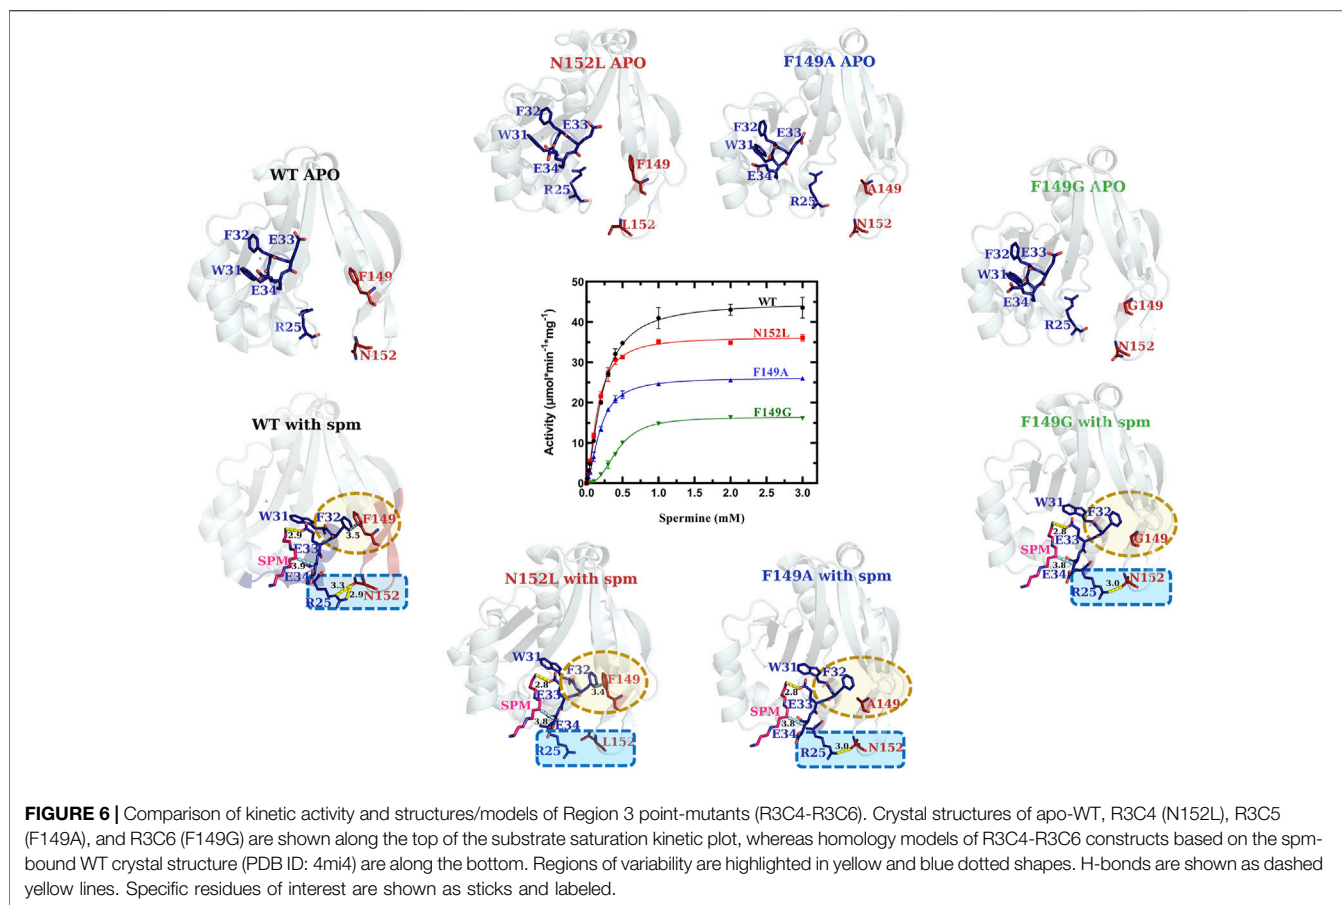 N152L APO
F32
E33
W31
E34
R25
F149
L152
F149A APO
F32
E33
W31
E34
R25
A149
N152
WT APO
F32
E33
W31
E34
R25
F149
N152
F149G APO
F32
E33
W31
E34
R25
G149
N152
50
40
30
20
10
0
0.0
0.5
1.0
1.5
2.0
2.5
3.0
Activity (µmol*min⁻¹*mg⁻¹)
Spermine (mM)
WT
N152L
F149A
F149G
WT with spm
W31
F32
F149
2.9
3.5
E33
SPM
3.9
E34
3.3
R25
2.9
N152
F149G with spm
W31
F32
2.8
E33
G149
SPM
3.8
E34
3.0
N152
R25
N152L with spm
W31
F32
F149
2.8
3.4
E33
SPM
3.8
E34
R25
L152
F149A with spm
W31
F32
2.8
E33
A149
SPM
3.8
E34
R25
3.0
N152
FIGURE 6 | Comparison of kinetic activity and structures/models of Region 3 point-mutants (R3C4-R3C6). Crystal structures of apo-WT, R3C4 (N152L), R3C5
(F149A), and R3C6 (F149G) are shown along the top of the substrate saturation kinetic plot, whereas homology models of R3C4-R3C6 constructs based on the spm-
bound WT crystal structure (PDB ID: 4mi4) are along the bottom. Regions of variability are highlighted in yellow and blue dotted shapes. H-bonds are shown as dashed
yellow lines. Specific residues of interest are shown as sticks and labeled.